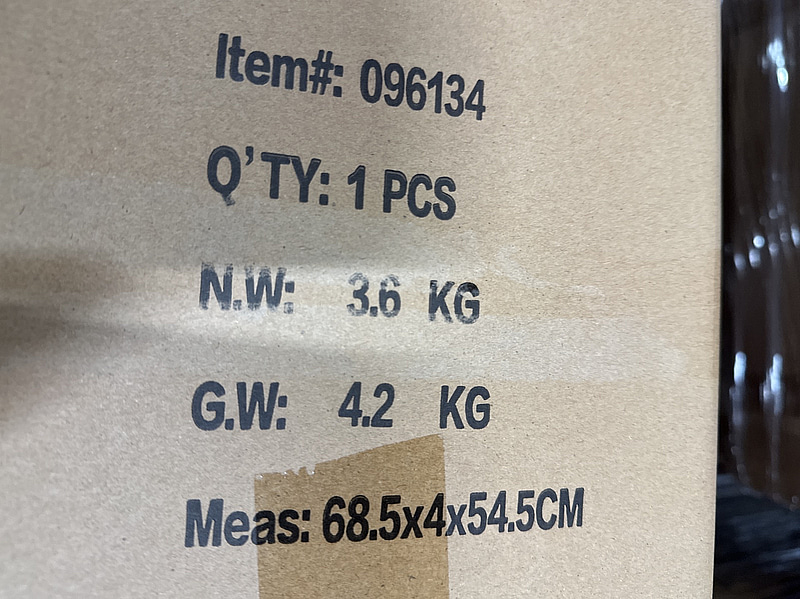 Item#: 096134
Q'TY: 1 PCS
N.W: 3.6 KG
G.W: 4.2 KG
Meas: 68.5x4x54.5CM